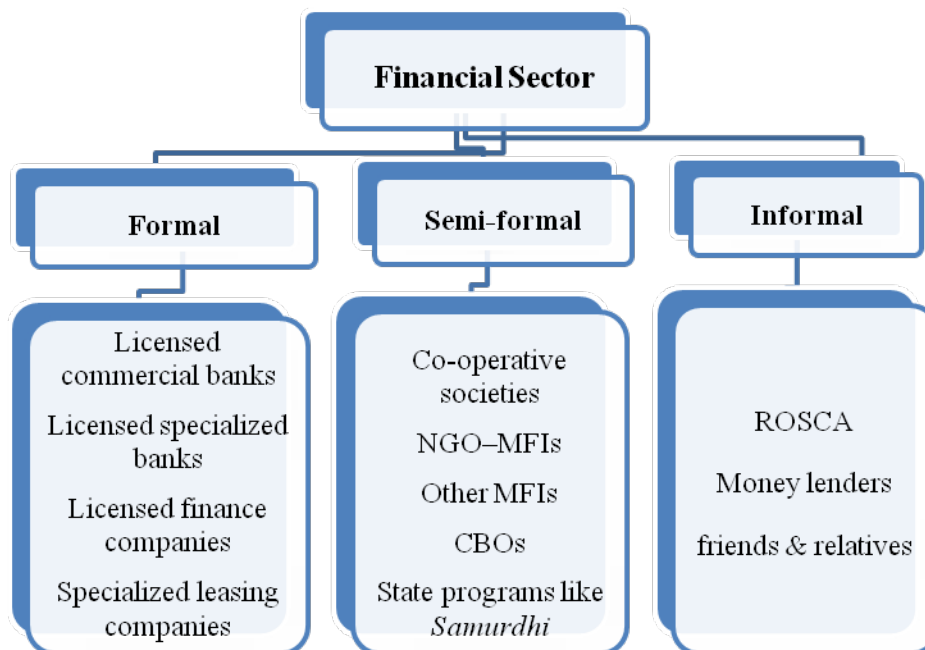 Financial Sector
Formal
Semi-formal
Informal
Licensed
commercial banks
Licensed specialized
banks
Licensed finance
companies
Specialized leasing
companies
Co-operative
societies
NGO–MFIs
Other MFIs
CBOs
State programs like
Samurdhi
ROSCA
Money lenders
friends & relatives